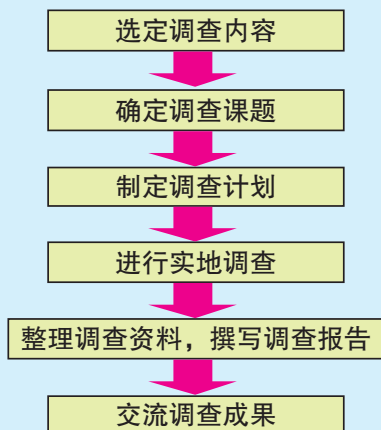 选定调查内容
确定调查课题
制定调查计划
进行实地调查
整理调查资料，撰写调查报告
交流调查成果